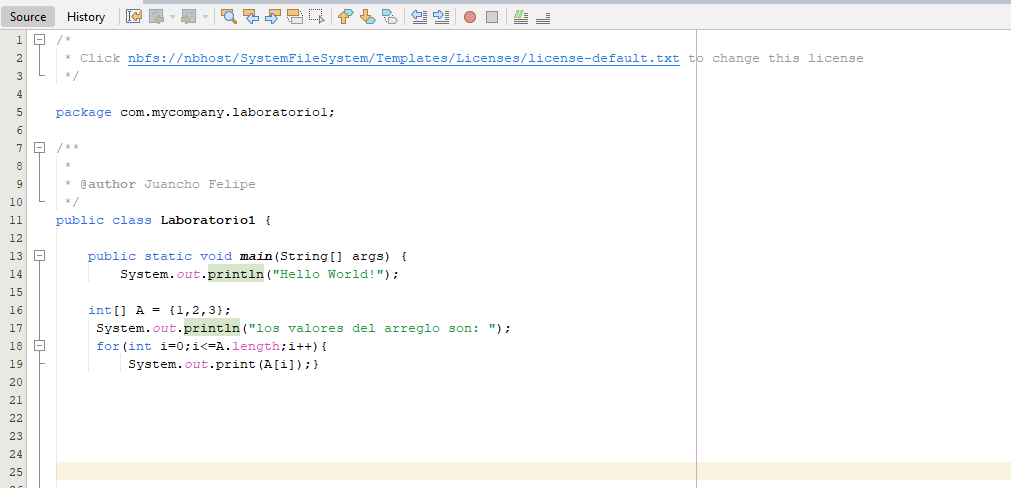 Source History
1 /*
2 * Click nbfs://nbhost/SystemFileSystem/Templates/Licenses/license-default.txt to change this license
3 */
4
5 package com.mycompany.laboratorio1;
6
7 /**
8 *
9 * @author Juancho Felipe
10 */
11 public class Laboratorio1 {
12
13 public static void main(String[] args) {
14 System.out.println("Hello World!");
15
16 int[] A = {1,2,3};
17 System.out.println("los valores del arreglo son: ");
18 for(int i=0;i<=A.length;i++){
19 System.out.print(A[i]);}
20
21
22
23
24
25